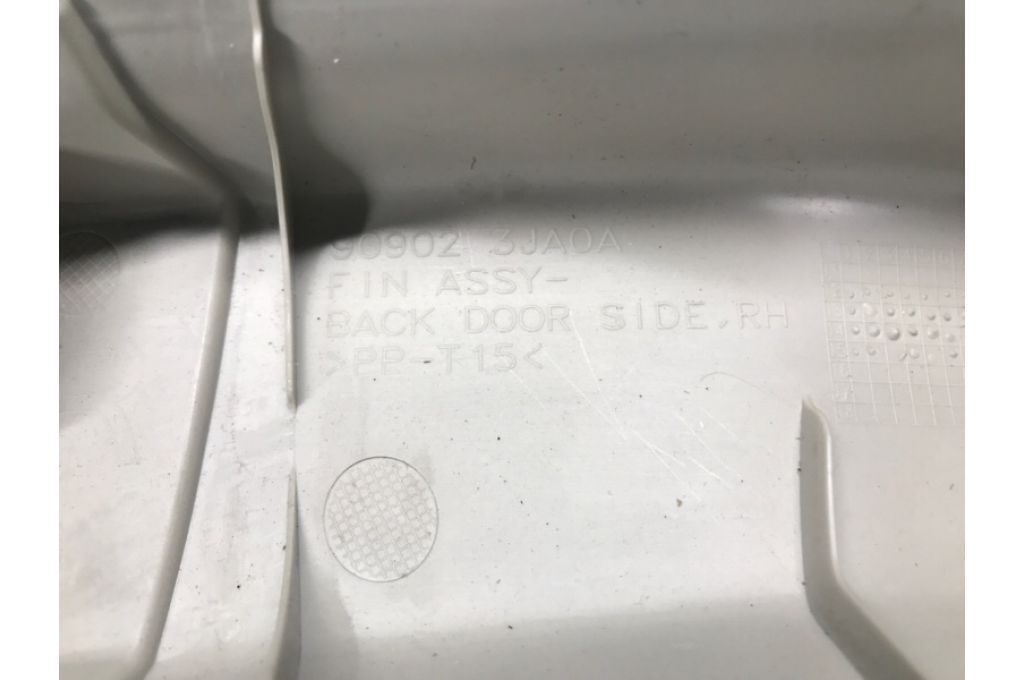 90902 3JA0A
FIN ASSY-
BACK DOOR SIDE,RH
>PP-T15<